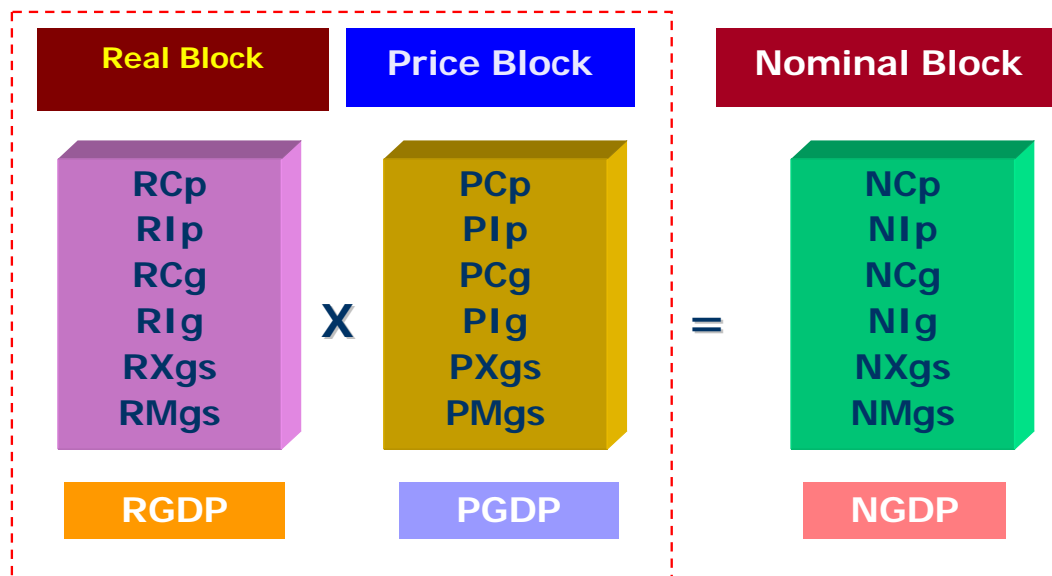 Real Block
Price Block
Nominal Block
RCp
RIp
RCg
RIg
RXgs
RMgs
X
PCp
PIp
PCg
PIg
PXgs
PMgs
=
NCp
NIp
NCg
NIg
NXgs
NMgs
RGDP
PGDP
NGDP